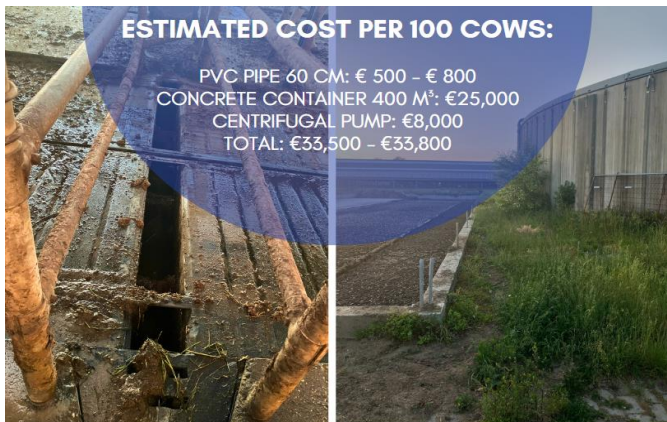 ESTIMATED COST PER 100 COWS:
PVC PIPE 60 CM: € 500 - € 800
CONCRETE CONTAINER 400 M³: €25,000
CENTRIFUGAL PUMP: €8,000
TOTAL: €33,500 - €33,800